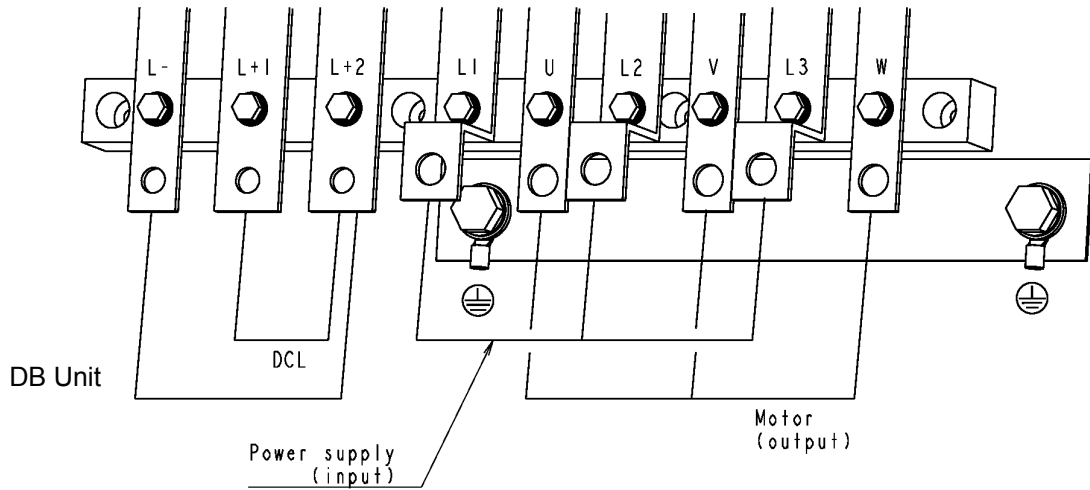 L- L+1 L+2 L1 U L2 V L3 W
DCL
DB Unit
Motor
(output)
Power supply
(input)